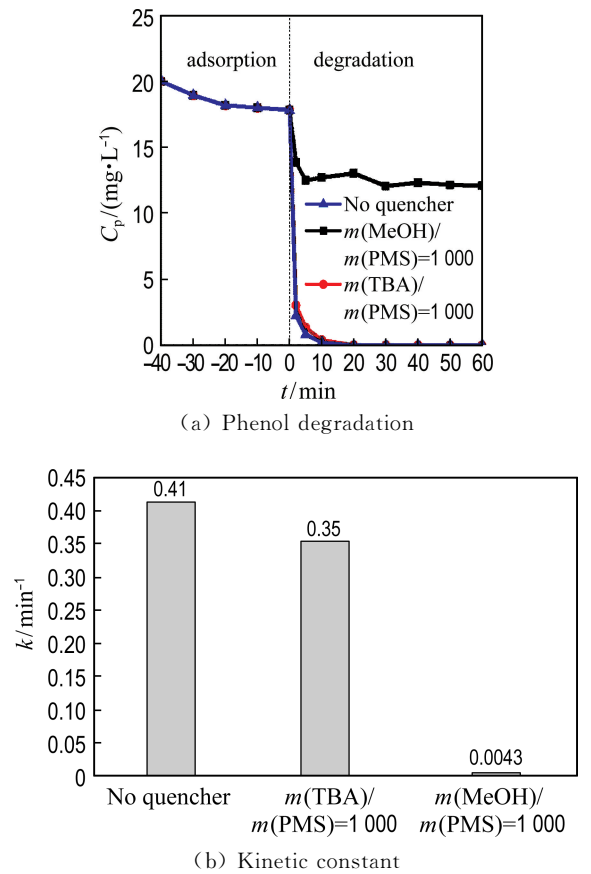 25
20
15
10
5
0
adsorption
degradation
Cp/(mg•L-1)
No quencher
m(MeOH)/
m(PMS)=1 000
m(TBA)/
m(PMS)=1 000
-40 -30 -20 -10 0 10 20 30 40 50 60
t/min
(a) Phenol degradation
0.45
0.40
0.35
0.30
0.25
0.20
0.15
0.10
0.05
0
k/min-1
0.41
0.35
0.0043
No quencher
m(TBA)/
m(PMS)=1 000
m(MeOH)/
m(PMS)=1 000
(b) Kinetic constant